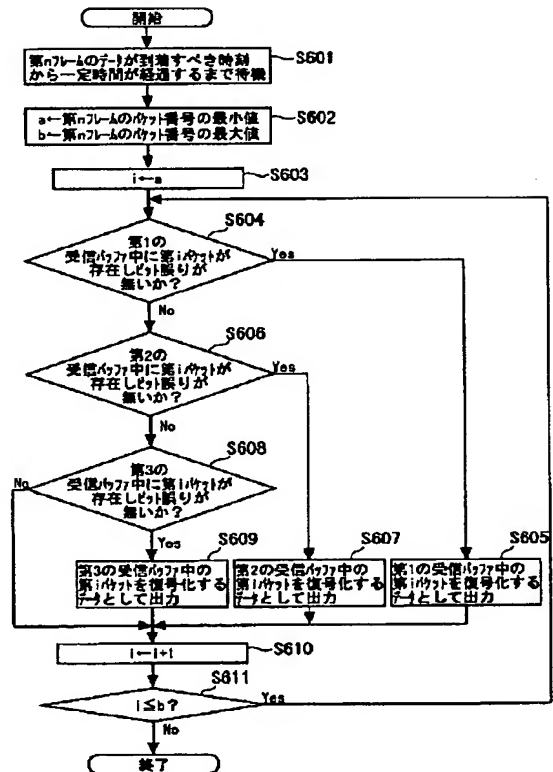 開始
第nフレームのデータが到着すべき時刻
から一定時間が経過するまで待機
S601
a←第nフレームのパケット番号の最小値
b←第nフレームのパケット番号の最大値
S602
i←a
S603
S604
第1の
受信バッファ中に第iパケットが
存在しビット誤りが
無いか?
Yes
No
S606
第2の
受信バッファ中に第iパケットが
存在しビット誤りが
無いか?
Yes
No
S608
第3の
受信バッファ中に第iパケットが
存在しビット誤りが
無いか?
No
Yes
S609
第3の受信バッファ中の
第iパケットを復号化する
データとして出力
S607
第2の受信バッファ中の
第iパケットを復号化する
データとして出力
S605
第1の受信バッファ中の
第iパケットを復号化する
データとして出力
i←i+1
S610
S611
i≦b?
Yes
No
終了